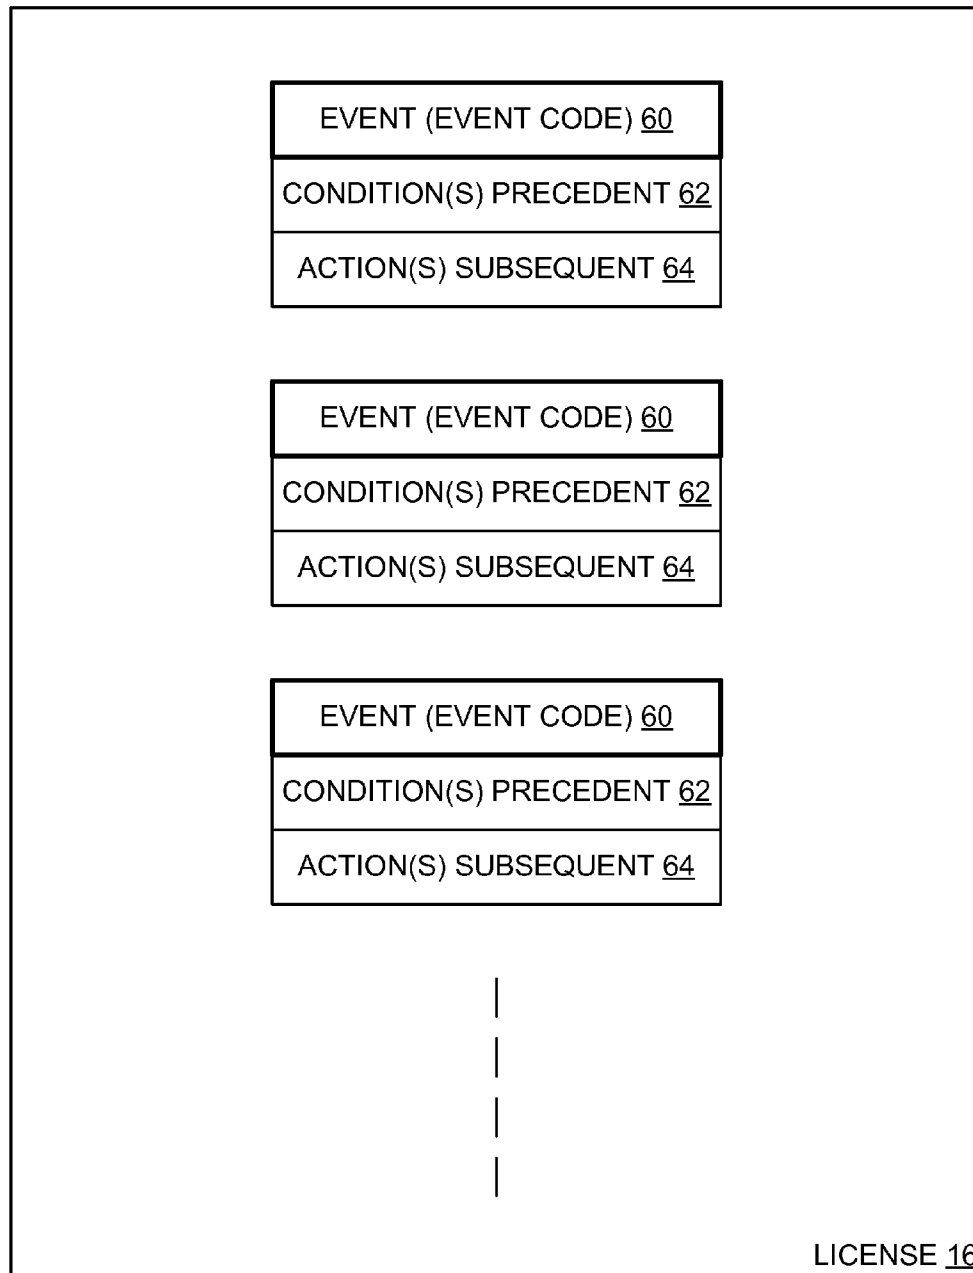 EVENT (EVENT CODE) 60
CONDITION(S) PRECEDENT 62
ACTION(S) SUBSEQUENT 64
EVENT (EVENT CODE) 60
CONDITION(S) PRECEDENT 62
ACTION(S) SUBSEQUENT 64
EVENT (EVENT CODE) 60
CONDITION(S) PRECEDENT 62
ACTION(S) SUBSEQUENT 64
LICENSE 16